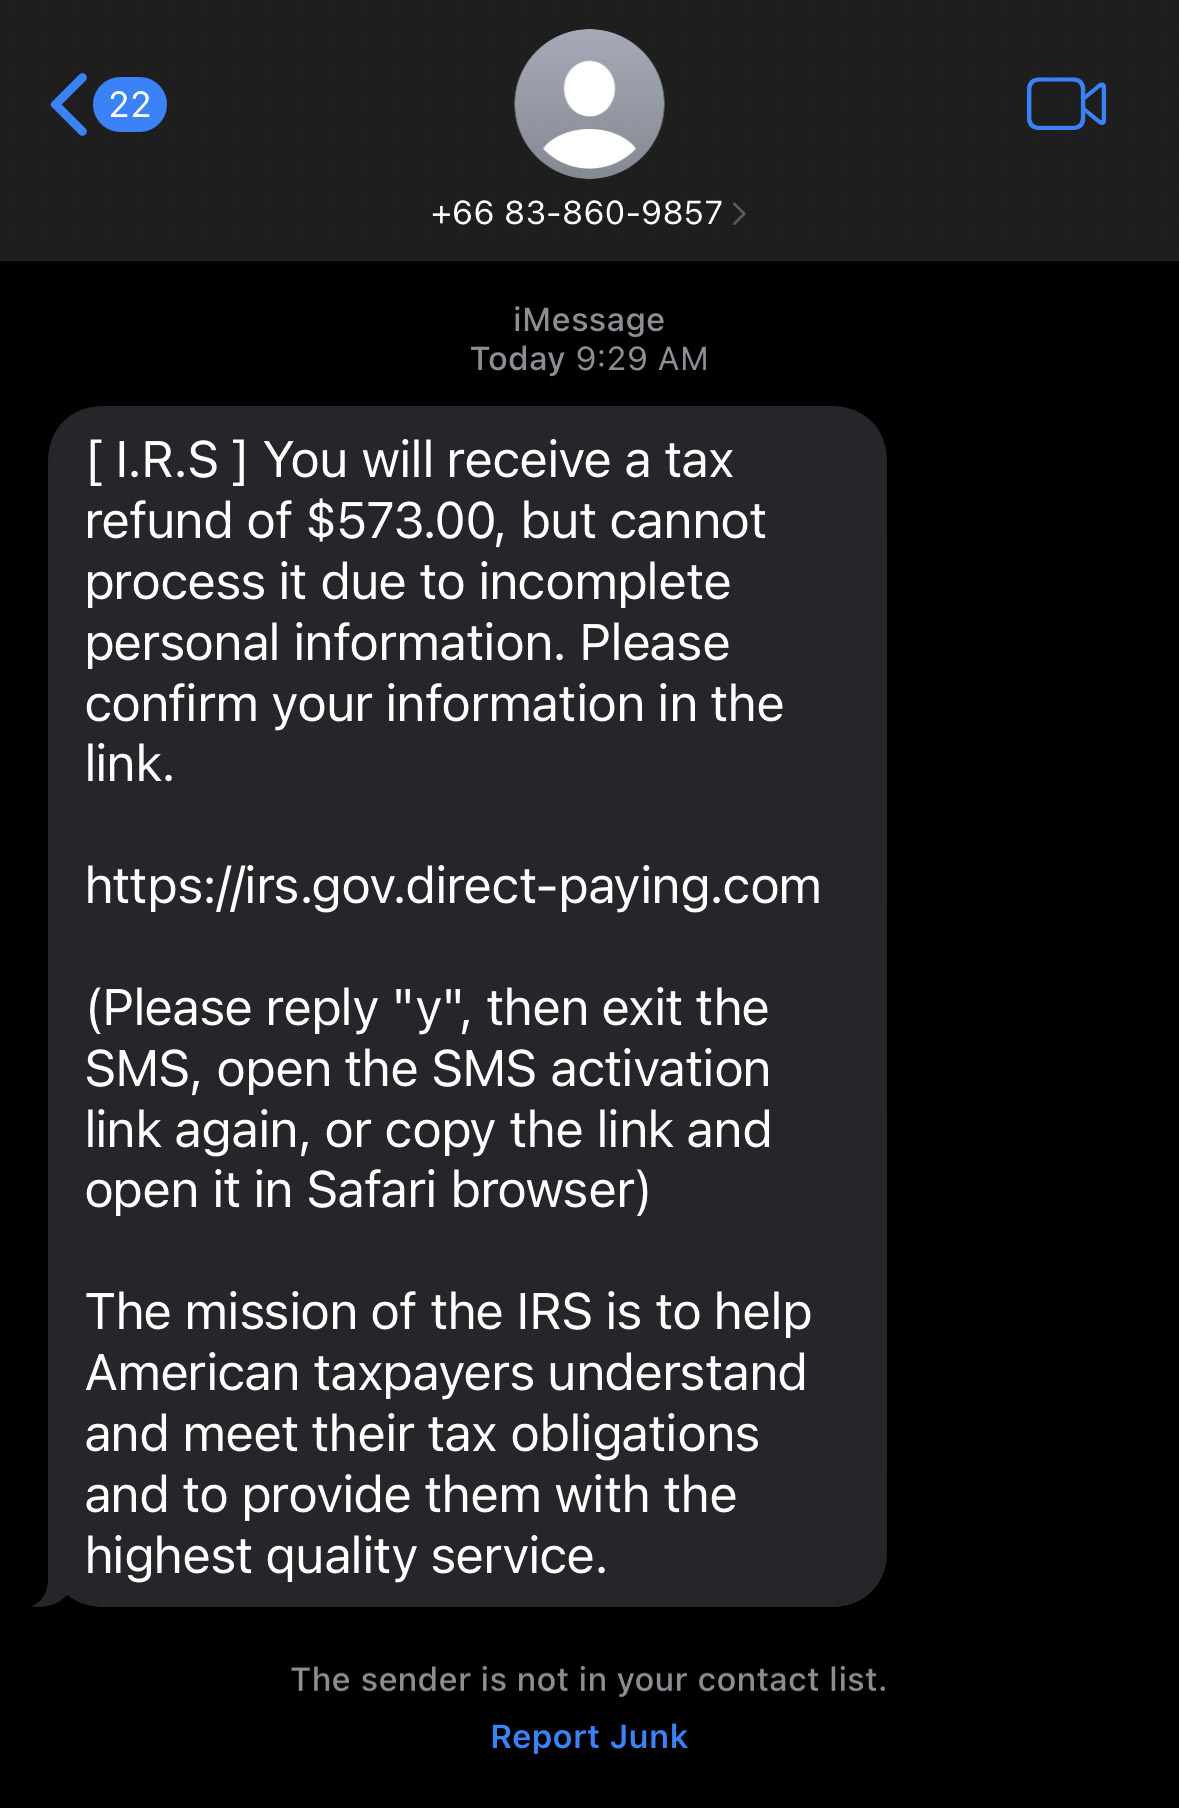 22
+66 83-860-9857
iMessage
Today 9:29 AM
[ I.R.S ] You will receive a tax
refund of $573.00, but cannot
process it due to incomplete
personal information. Please
confirm your information in the
link.
https://irs.gov.direct-paying.com
(Please reply "y", then exit the
SMS, open the SMS activation
link again, or copy the link and
open it in Safari browser)
The mission of the IRS is to help
American taxpayers understand
and meet their tax obligations
and to provide them with the
highest quality service.
The sender is not in your contact list.
Report Junk